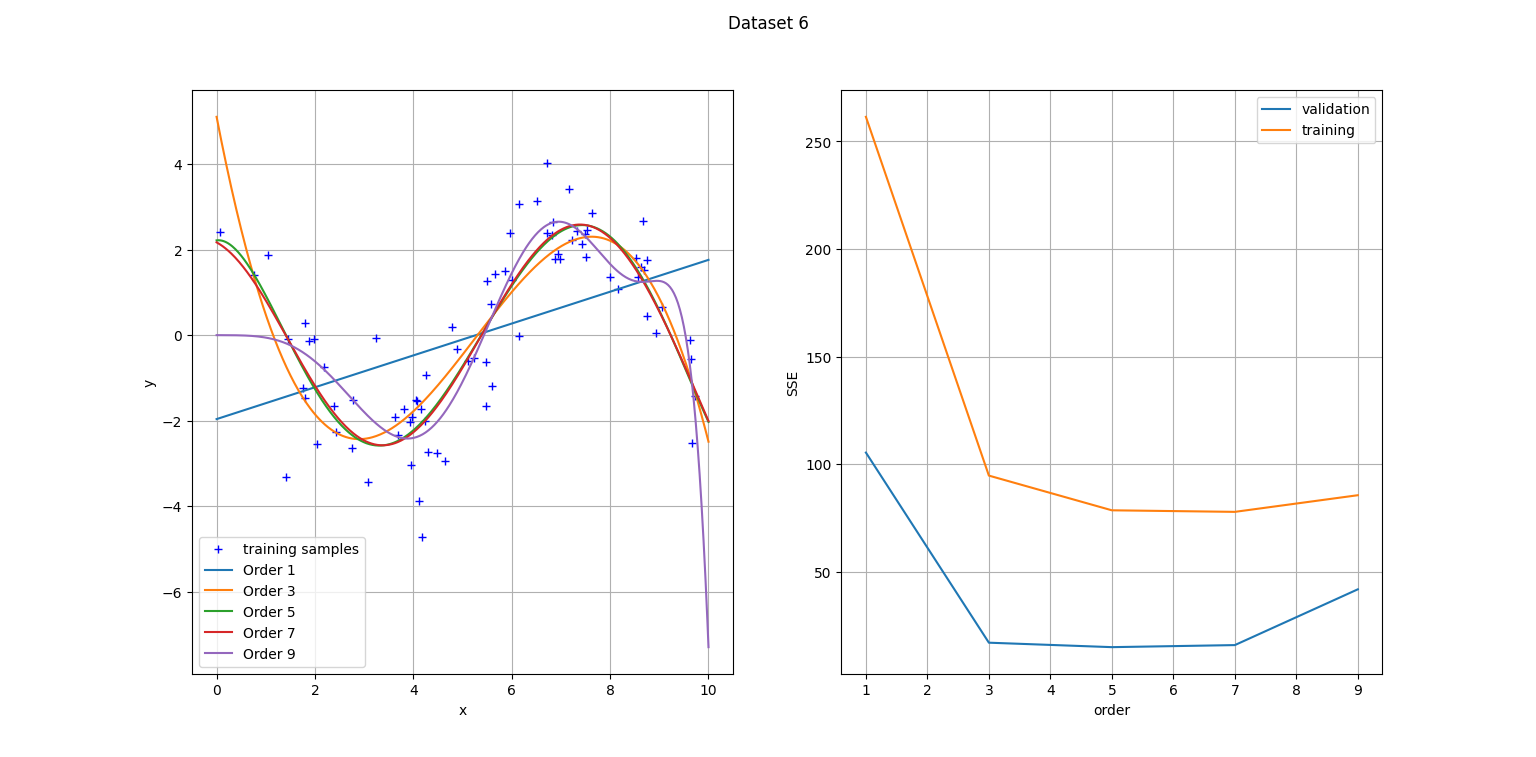 Dataset 6
y
4
2
0
−2
−4
−6
training samples
Order 1
Order 3
Order 5
Order 7
Order 9
0 2 4 6 8 10
x
SSE
250
200
150
100
50
validation
training
1 2 3 4 5 6 7 8 9
order